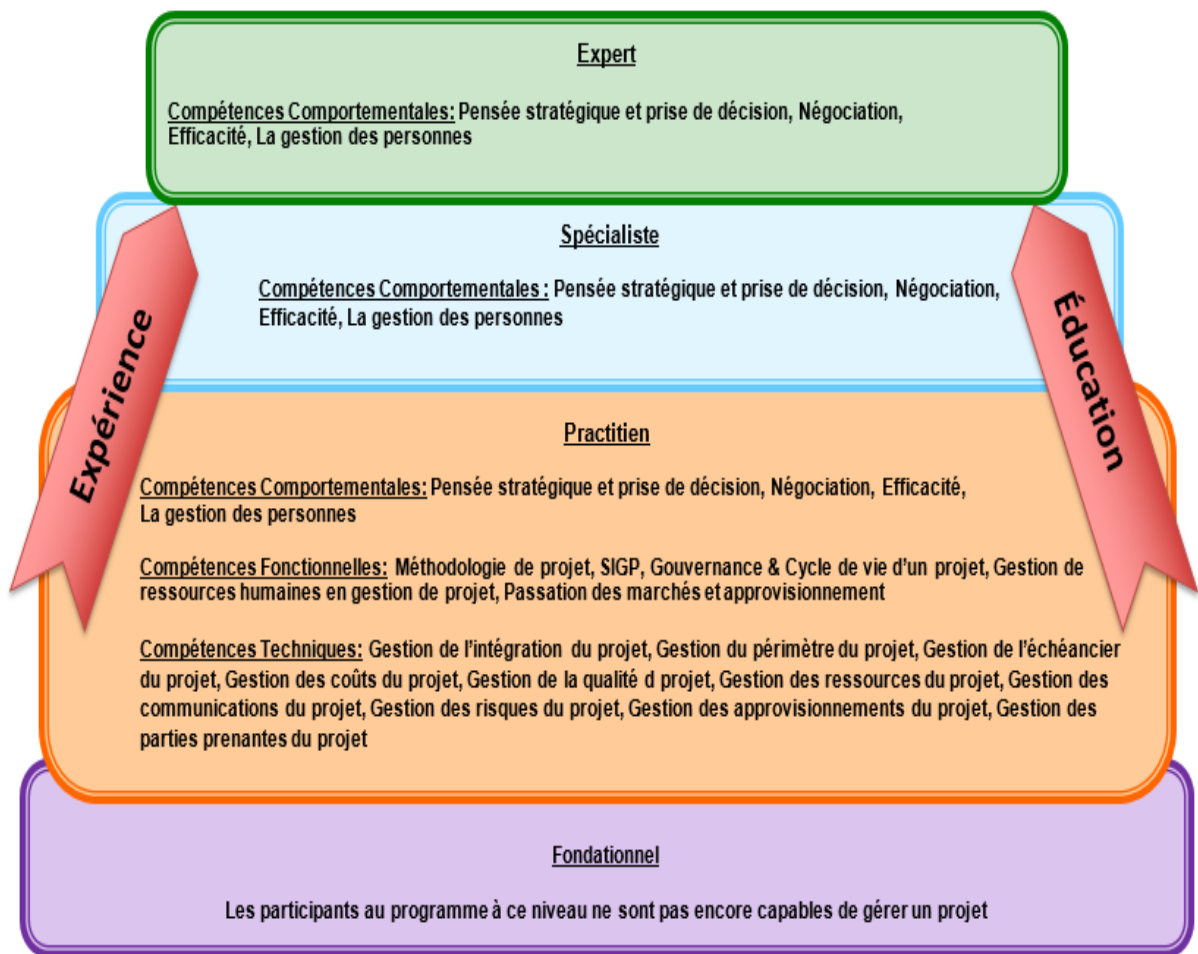 Expert
Compétences Comportementales: Pensée stratégique et prise de décision, Négociation,
Efficacité, La gestion des personnes
Spécialiste
Compétences Comportementales : Pensée stratégique et prise de décision, Négociation,
Efficacité, La gestion des personnes
Expérience
Éducation
Practitien
Compétences Comportementales: Pensée stratégique et prise de décision, Négociation, Efficacité,
La gestion des personnes
Compétences Fonctionnelles: Méthodologie de projet, SIGP, Gouvernance & Cycle de vie d'un projet, Gestion de
ressources humaines en gestion de projet, Passation des marchés et approvisionnement
Compétences Techniques: Gestion de l'intégration du projet, Gestion du périmètre du projet, Gestion de l'échéancier
du projet, Gestion des coûts du projet, Gestion de la qualité d projet, Gestion des ressources du projet, Gestion des
communications du projet, Gestion des risques du projet, Gestion des approvisionnements du projet, Gestion des
parties prenantes du projet
Fondationnel
Les participants au programme à ce niveau ne sont pas encore capables de gérer un projet